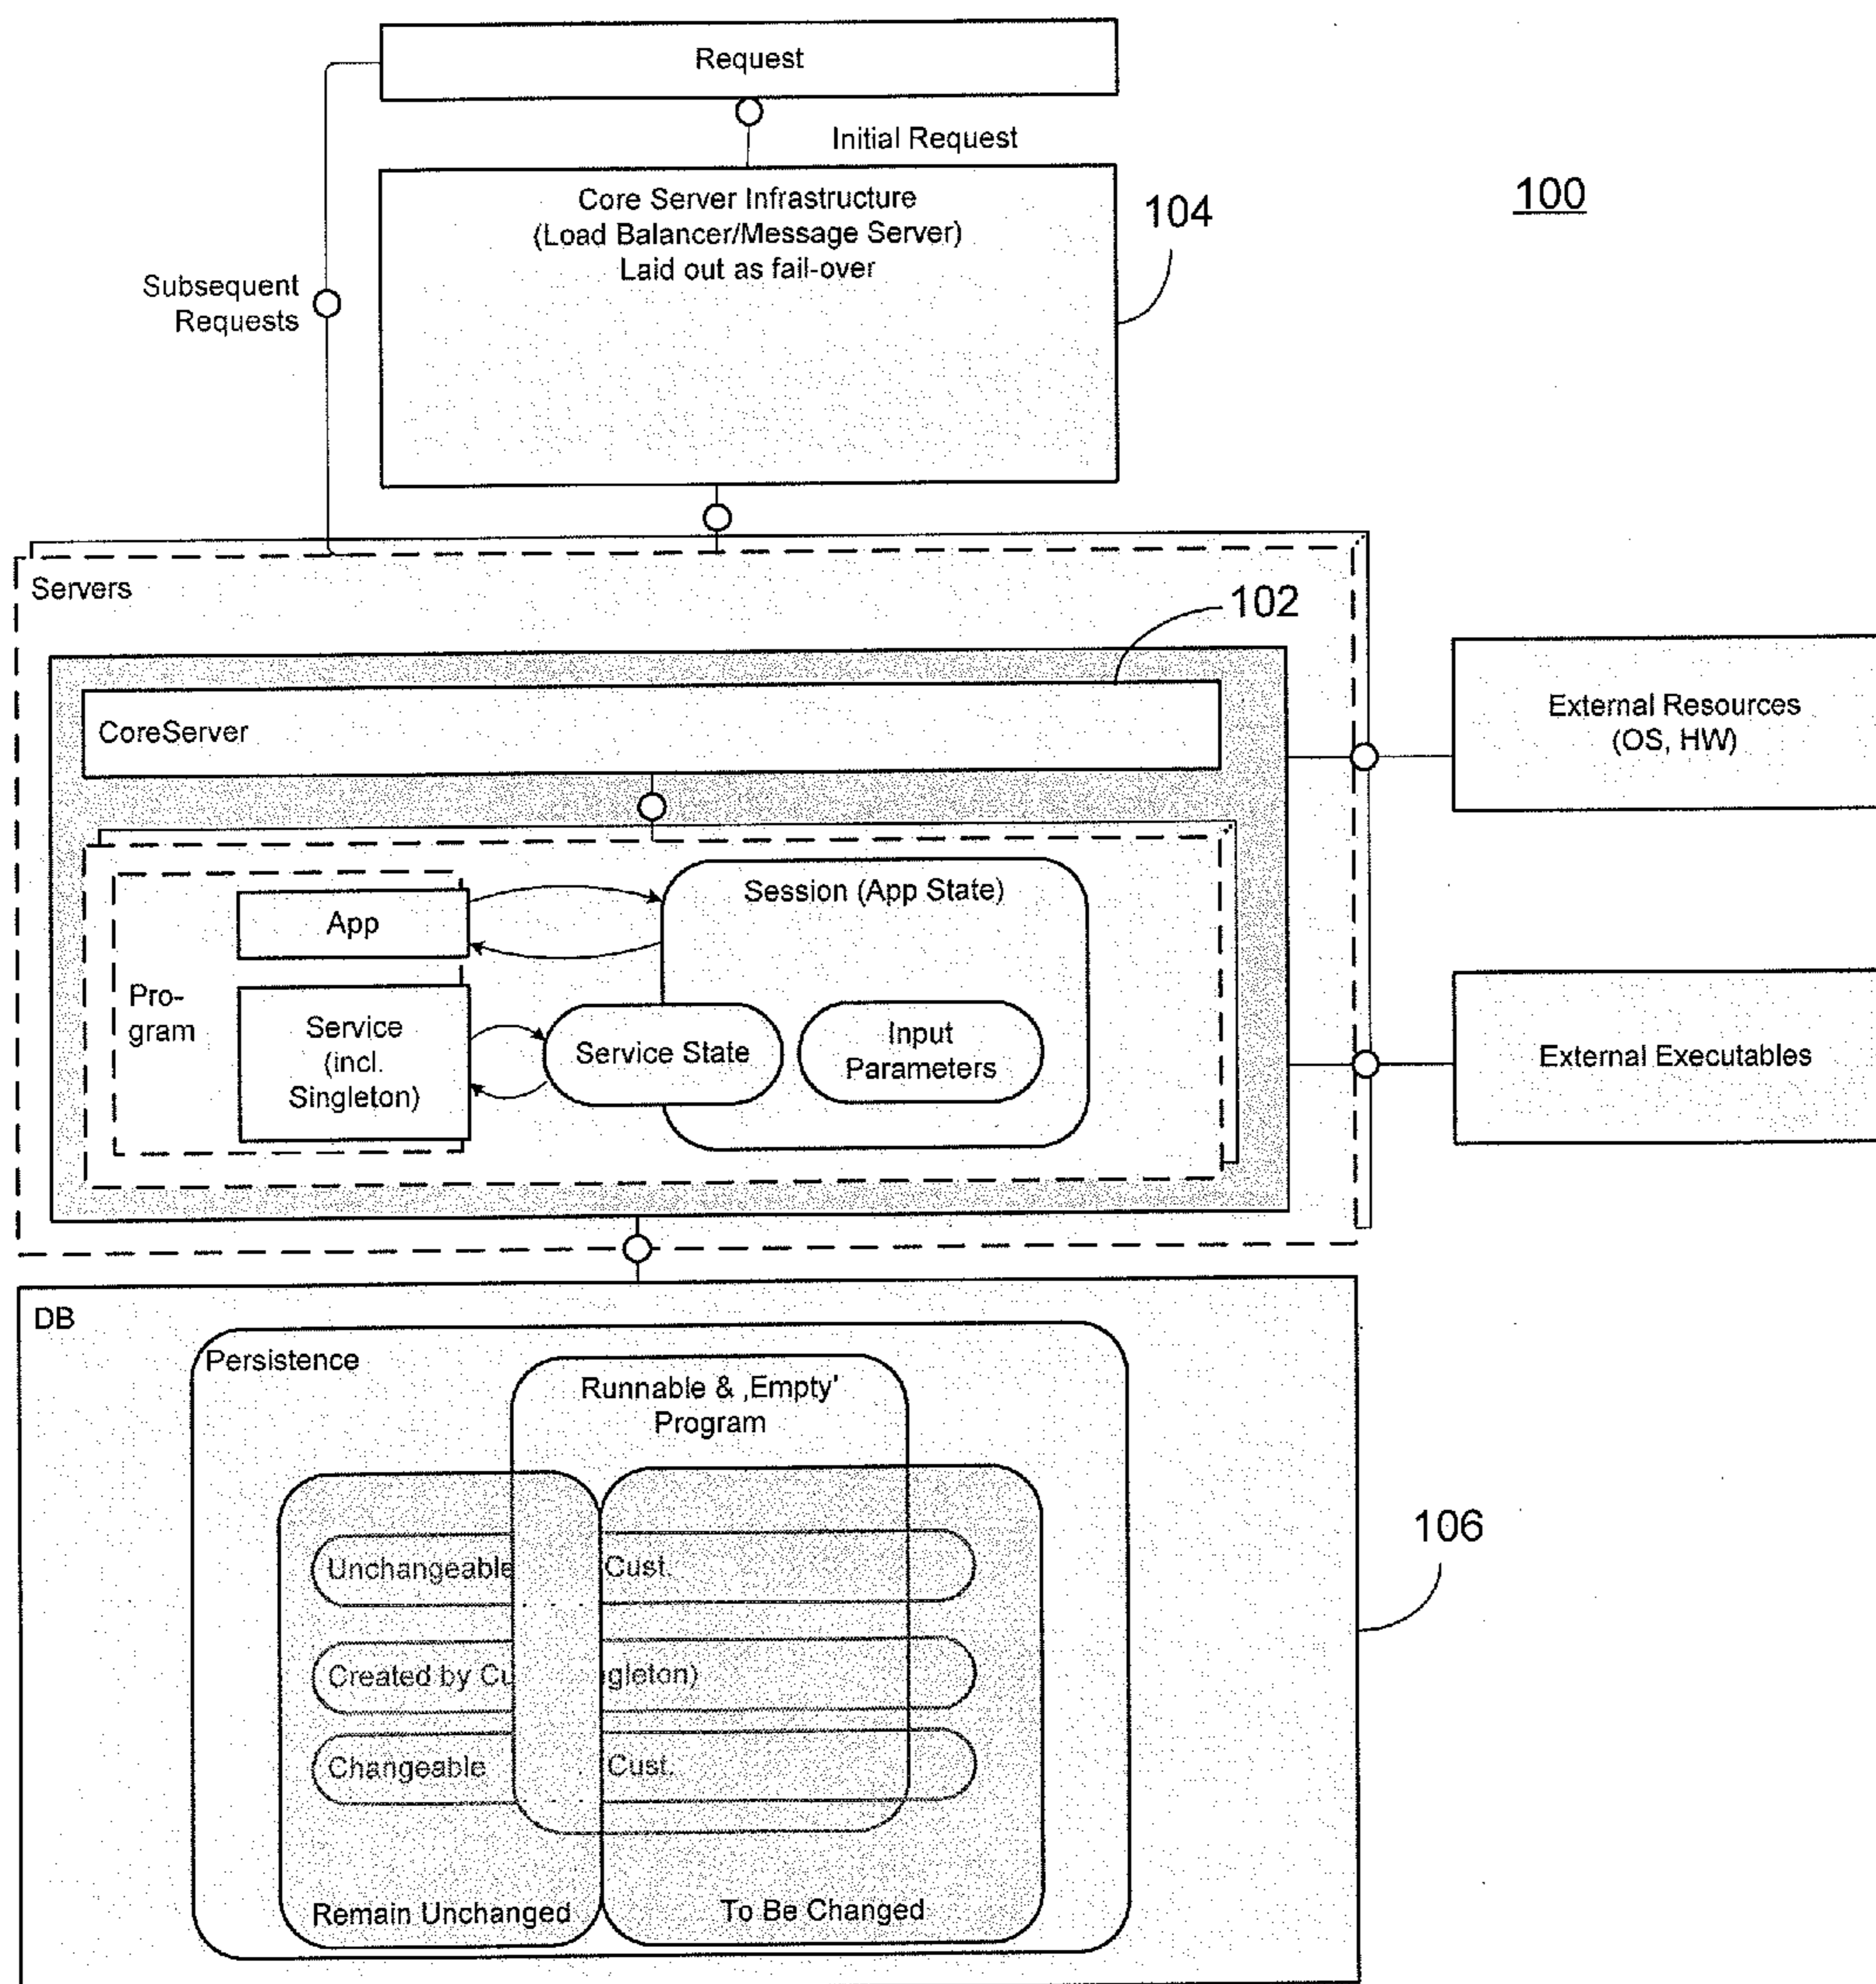 Request
Initial Request
Core Server Infrastructure
(Load Balancer/Message Server)
Laid out as fail-over
104
100
Subsequent
Requests
Servers
102
CoreServer
External Resources
(OS, HW)
App
Session (App State)
Pro-
gram
Service
(incl.
Singleton)
Service State
Input
Parameters
External Executables
DB
Persistence
Runnable & ‚Empty'
Program
Unchangeable Cust.
106
Created by Cu gleton)
Changeable Cust.
Remain Unchanged
To Be Changed